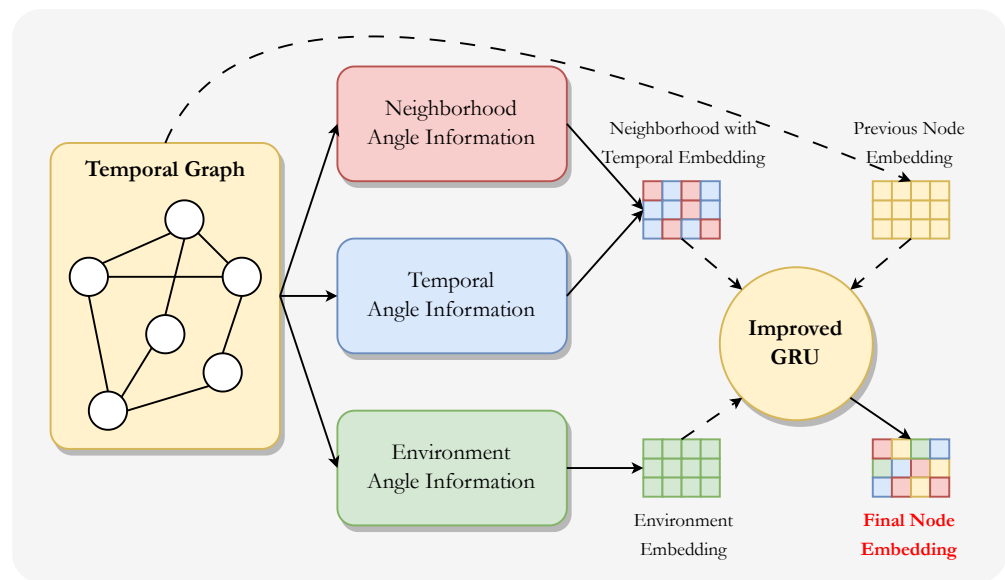 Temporal Graph
Neighborhood
Angle Information
Temporal
Angle Information
Environment
Angle Information
Neighborhood with
Temporal Embedding
Previous Node
Embedding
Improved
GRU
Environment
Embedding
Final Node
Embedding